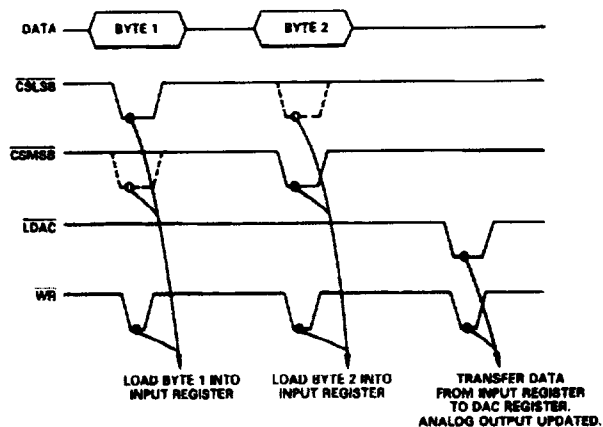 DATA
BYTE 1
BYTE 2
CSLSB
CSMSB
LDAC
WR
LOAD BYTE 1 INTO
INPUT REGISTER
LOAD BYTE 2 INTO
INPUT REGISTER
TRANSFER DATA
FROM INPUT REGISTER
TO DAC REGISTER.
ANALOG OUTPUT UPDATED.